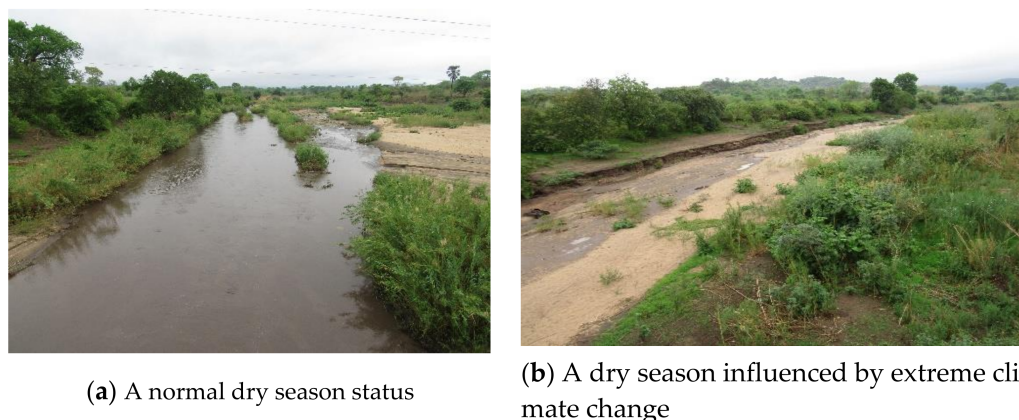 (a) A normal dry season status
(b) A dry season influenced by extreme cli
mate change